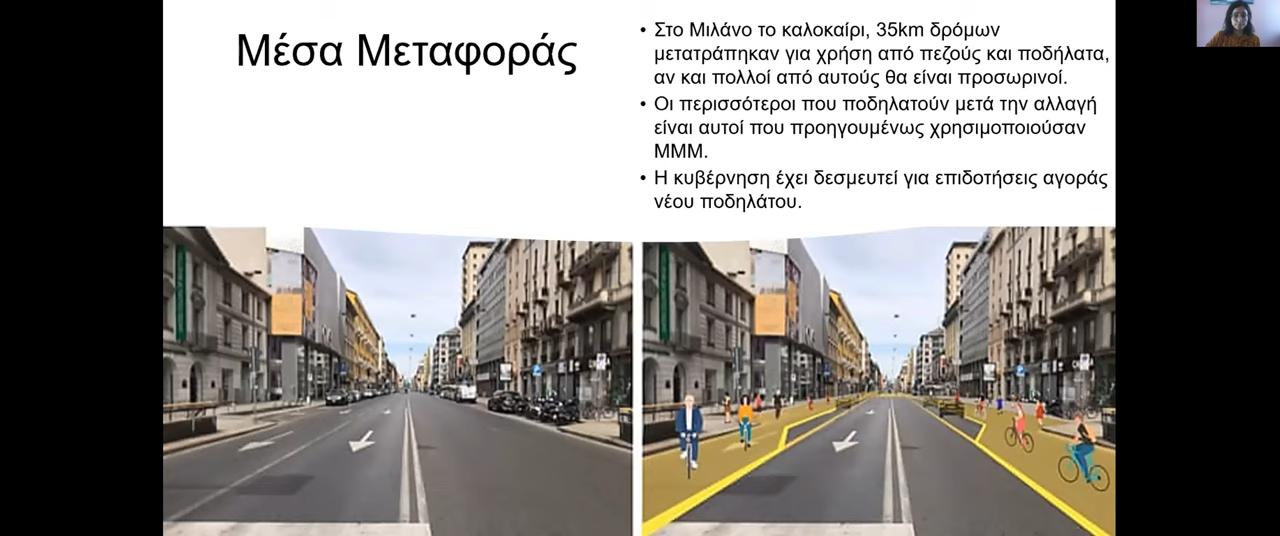 Μέσα Μεταφοράς
• Στο Μιλάνο το καλοκαίρι, 35km δρόμων
μετατράπηκαν για χρήση από πεζούς και ποδήλατα,
αν και πολλοί από αυτούς θα είναι προσωρινοί.
• Οι περισσότεροι που ποδηλατούν μετά την αλλαγή
είναι αυτοί που προηγουμένως χρησιμοποιούσαν
ΜΜΜ.
• Η κυβέρνηση έχει δεσμευτεί για επιδοτήσεις αγοράς
νέου ποδηλάτου.